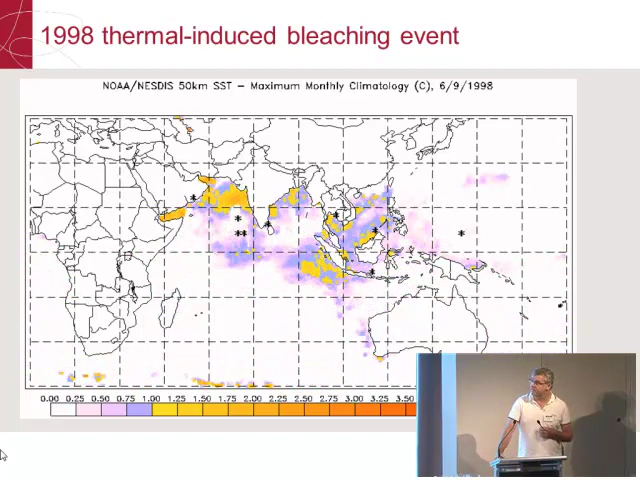 1998 thermal-induced bleaching event
NOAA/NESDIS 50km SST - Maximum Monthly Climatology (C), 6/9/1998
0.00 0.25 0.50 0.75 1.00 1.25 1.50 1.75 2.00 2.25 2.50 2.75 3.00 3.25 3.50